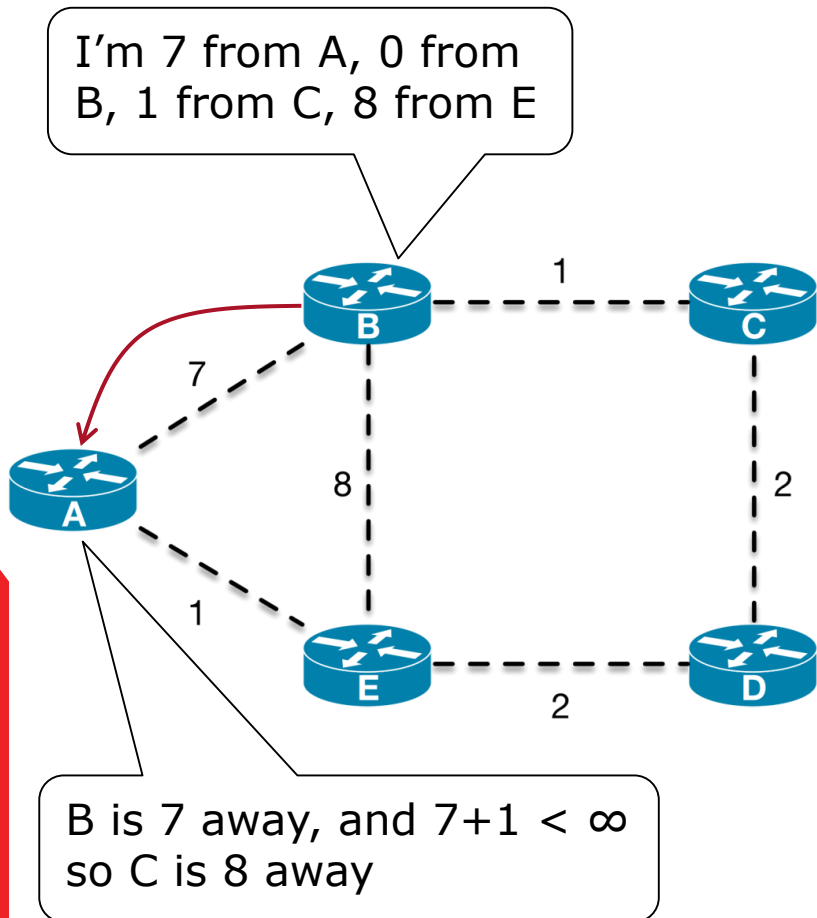 I’m 7 from A, 0 from
B, 1 from C, 8 from E
1
B
C
7
8
2
A
1
E
D
2
B is 7 away, and 7+1 < ∞
so C is 8 away